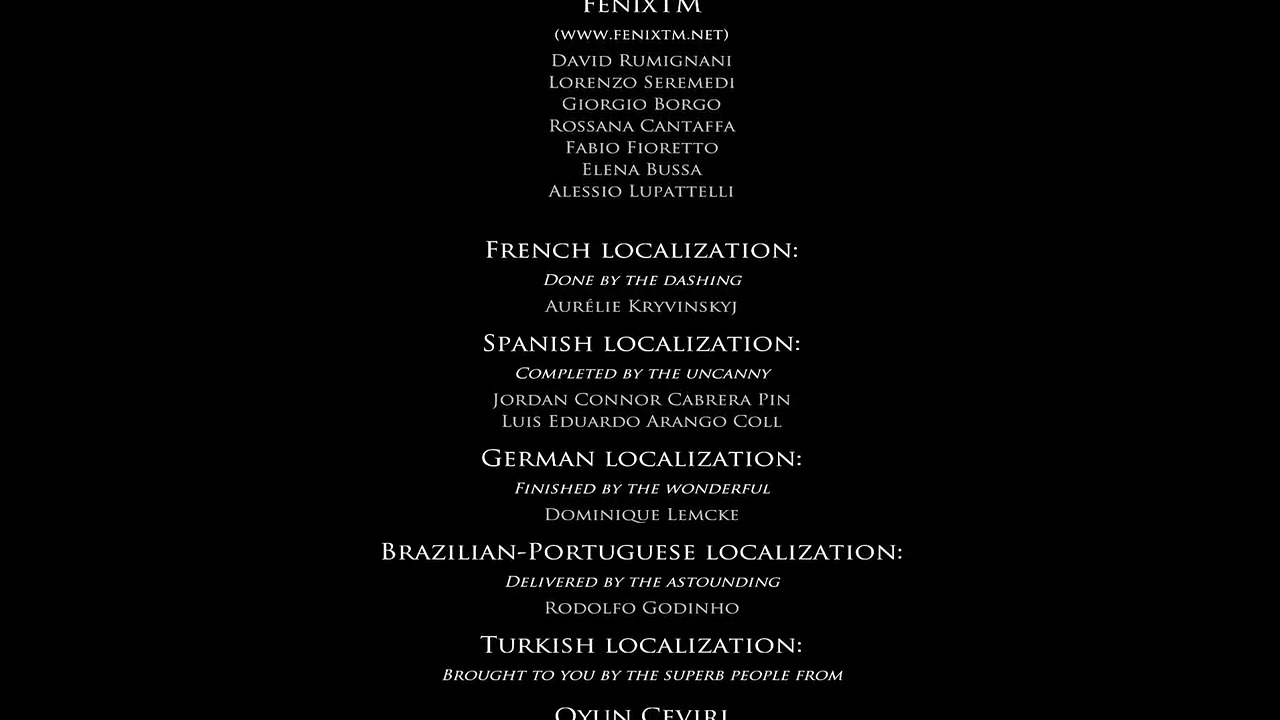 FenixTM
(www.fenixtm.net)
David Rumignani
Lorenzo Seremedi
Giorgio Borgo
Rossana Cantaffa
Fabio Fioretto
Elena Bussa
Alessio Lupattelli
French localization:
Done by the dashing
Aurélie Kryvinskyj
Spanish localization:
Completed by the uncanny
Jordan Connor Cabrera Pin
Luis Eduardo Arango Coll
German localization:
Finished by the wonderful
Dominique Lemcke
Brazilian-Portuguese localization:
Delivered by the astounding
Rodolfo Godinho
Turkish localization:
Brought to you by the superb people from
Oyun Ceviri